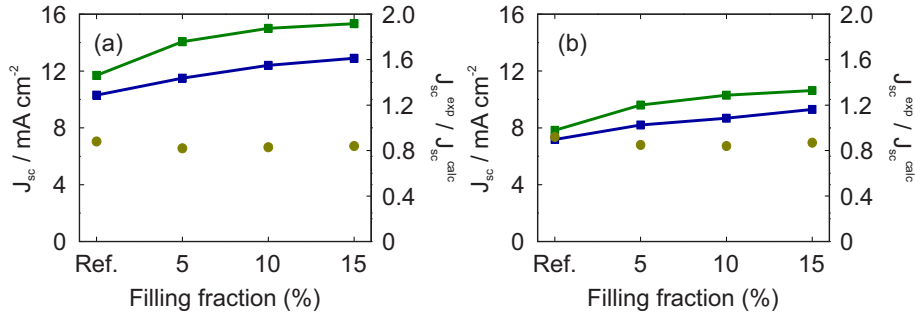 (a)
16
12
8
4
0
J_sc / mA cm^-2
2.0
1.6
1.2
0.8
0.4
0
J_sc^exp / J_sc^calc
Ref. 5 10 15
Filling fraction (%)
(b)
16
12
8
4
0
J_sc / mA cm^-2
2.0
1.6
1.2
0.8
0.4
0
J_sc^exp / J_sc^calc
Ref. 5 10 15
Filling fraction (%)